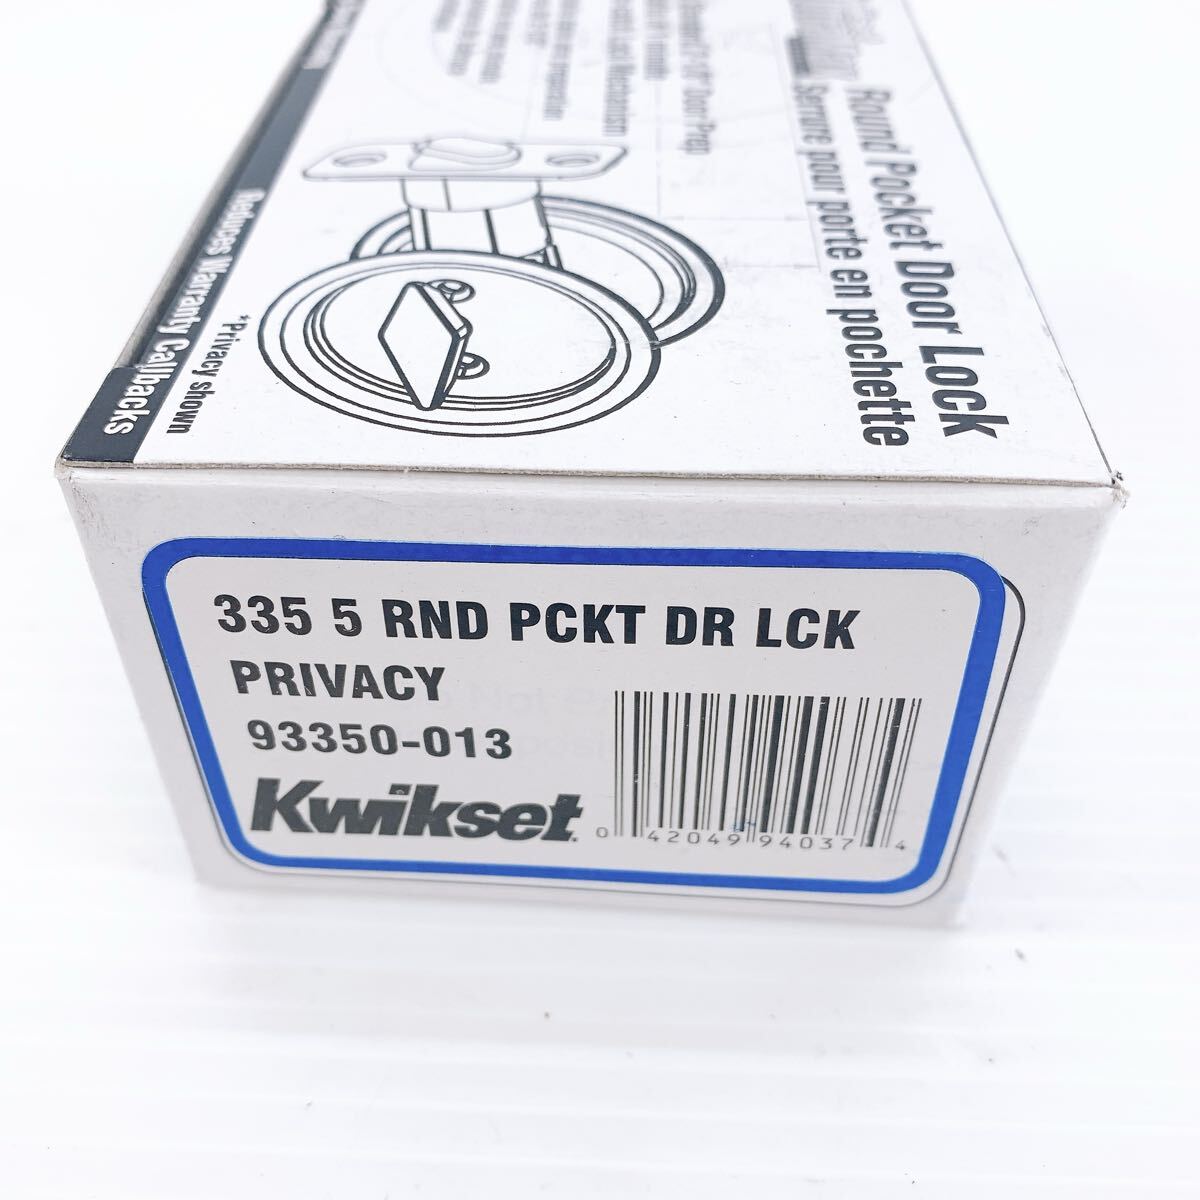 Round Pocket Door Lock
Serrure pour porte en pochette
*Privacy shown
Reduces Warranty Callbacks
335 5 RND PCKT DR LCK
PRIVACY
93350-013
Kwikset
0 42049 94037 4